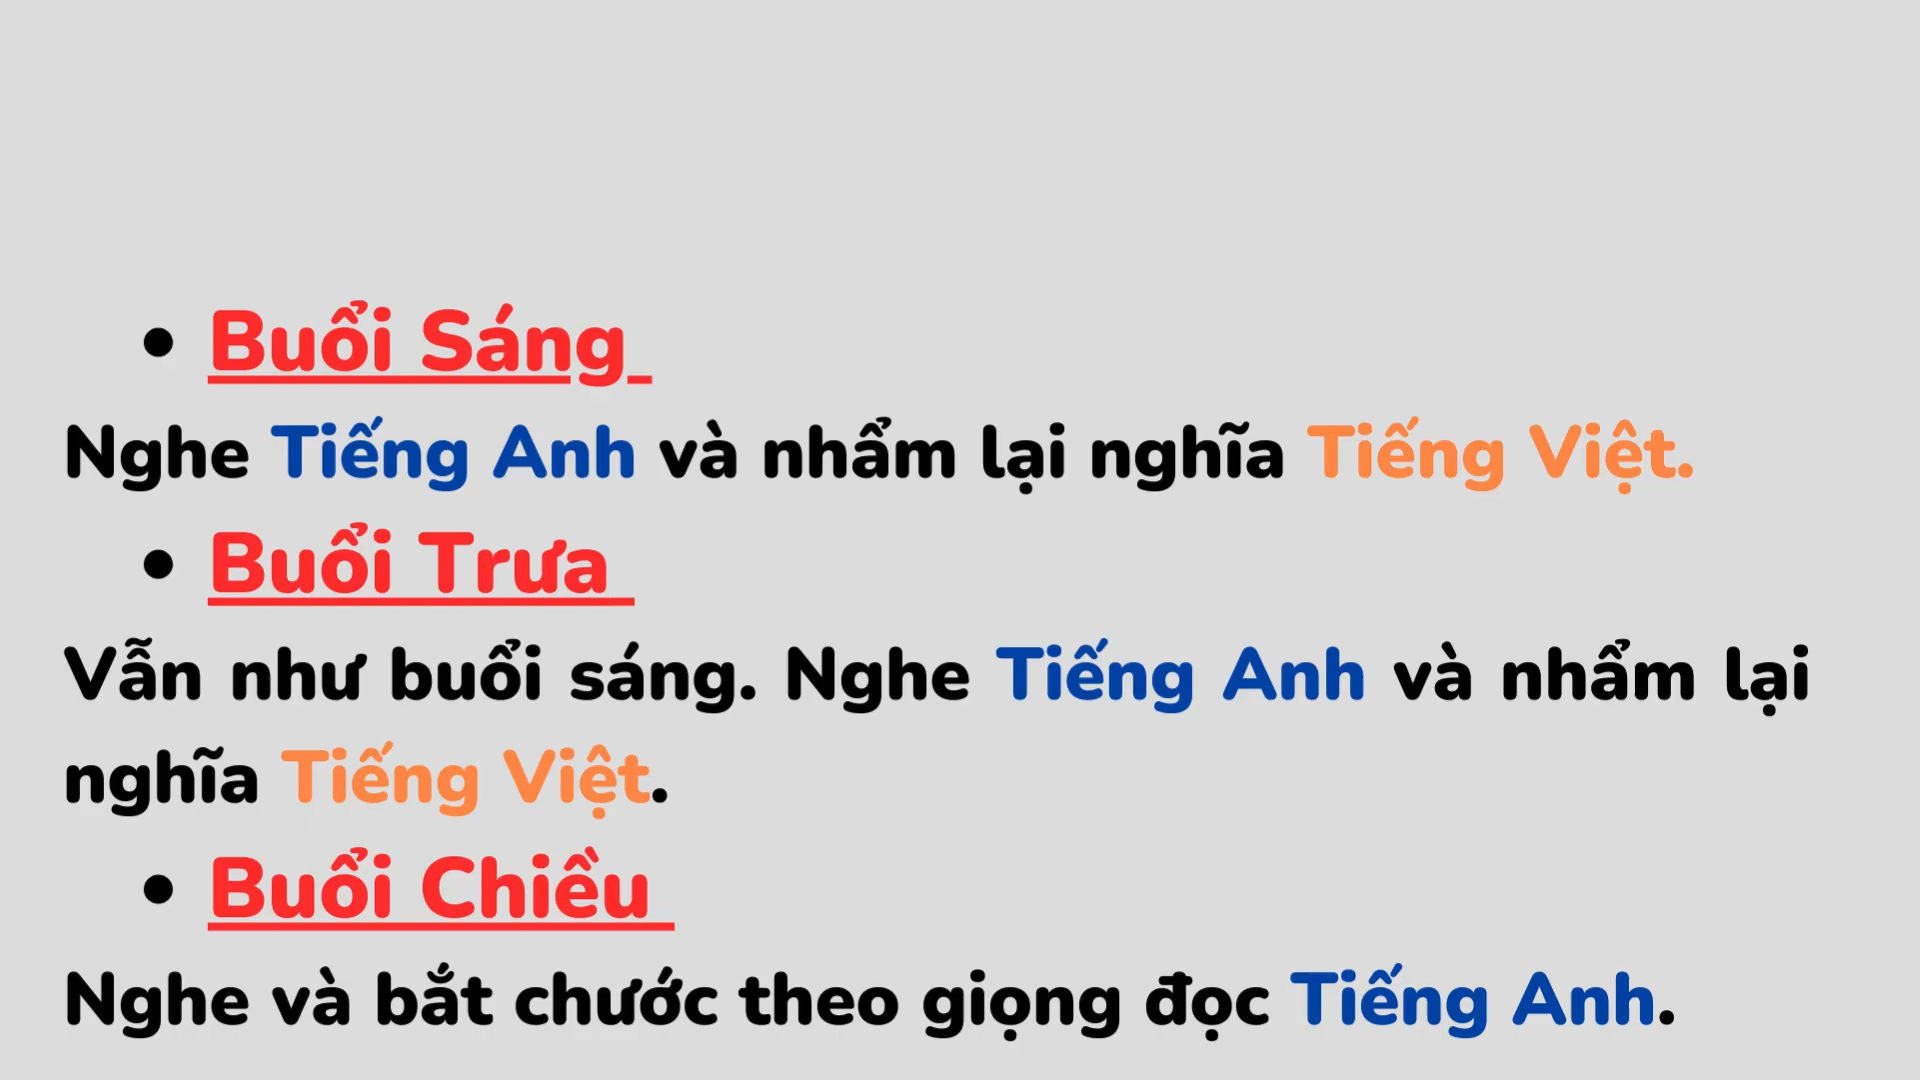 • Buổi Sáng
Nghe Tiếng Anh và nhẩm lại nghĩa Tiếng Việt.
• Buổi Trưa
Vẫn như buổi sáng. Nghe Tiếng Anh và nhẩm lại
nghĩa Tiếng Việt.
• Buổi Chiều
Nghe và bắt chước theo giọng đọc Tiếng Anh.